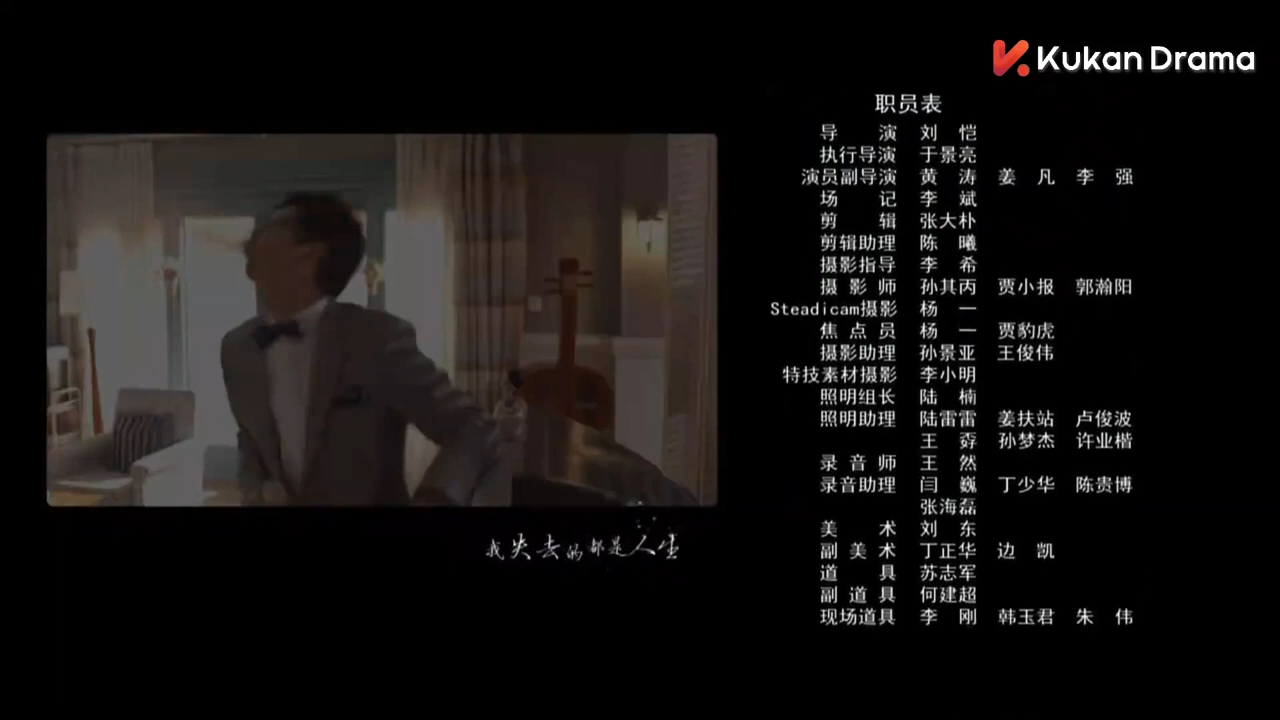 Kukan Drama
职员表
导 演 刘 恺
执行导演 于景亮
演员副导演 黄 涛 姜 凡 李 强
场 记 李 斌
剪 辑 张大朴
剪辑助理 陈 曦
摄影指导 李 希
摄 影 师 孙其丙 贾小报 郭瀚阳
Steadicam摄影 杨 一
焦 点 员 杨 一 贾豹虎
摄影助理 孙景亚 王俊伟
特技素材摄影 李小明
照明组长 陆 楠
照明助理 陆雷雷 姜扶站 卢俊波
王 孬 孙梦杰 许业楷
录 音 师 王 然
录音助理 闫 巍 丁少华 陈贵博
张海磊
美 术 刘 东
副 美 术 丁正华 边 凯
道 具 苏志军
副 道 具 何建超
现场道具 李 刚 韩玉君 朱 伟
我失去的都是人生